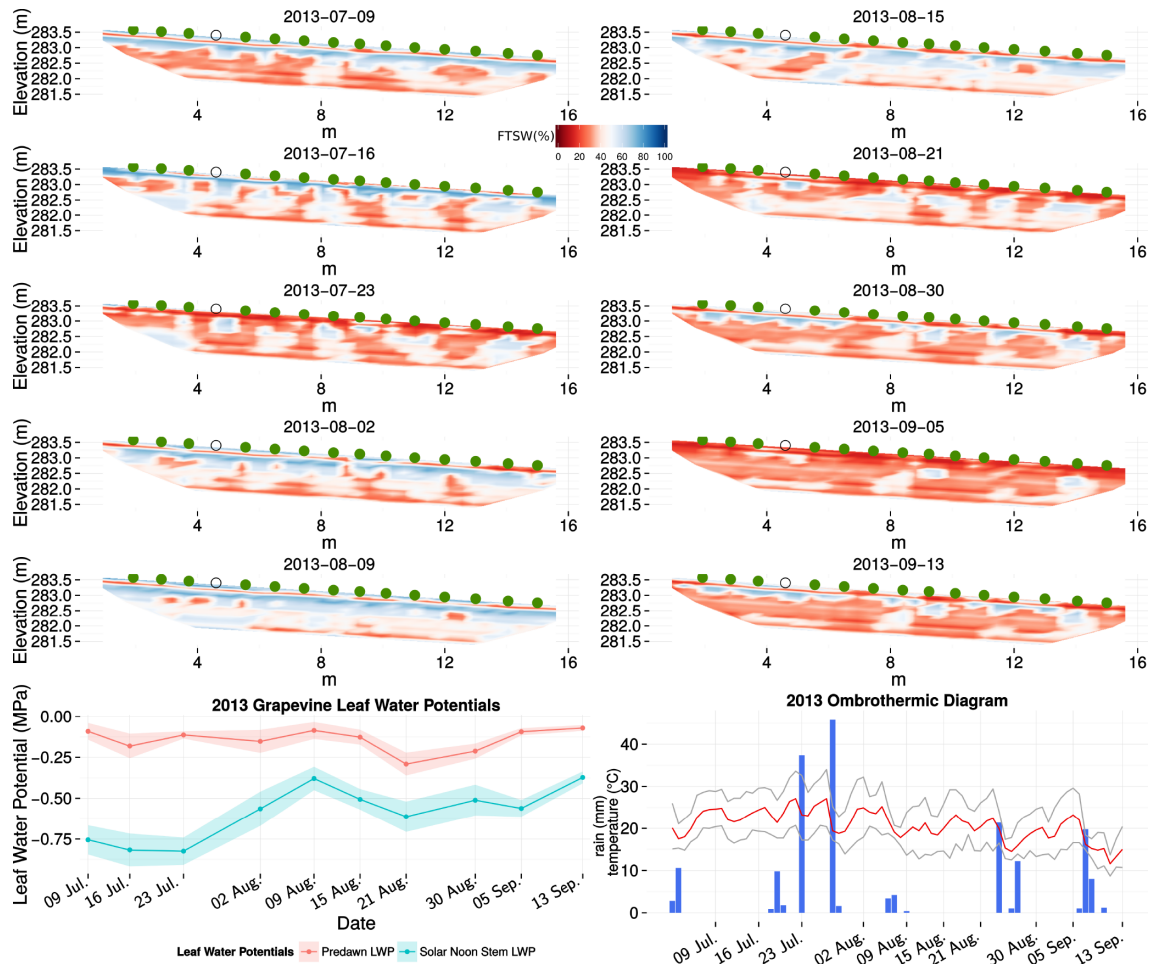 2013−07−09
Elevation (m)
283.5
283.0
282.5
282.0
281.5
4 8 12 16
m
2013−08−15
Elevation (m)
283.5
283.0
282.5
282.0
281.5
4 8 12 16
m
FTSW(%)
0 20 40 60 80 100
2013−07−16
Elevation (m)
283.5
283.0
282.5
282.0
281.5
4 8 12 16
m
2013−08−21
Elevation (m)
283.5
283.0
282.5
282.0
281.5
4 8 12 16
m
2013−07−23
Elevation (m)
283.5
283.0
282.5
282.0
281.5
4 8 12 16
m
2013−08−30
Elevation (m)
283.5
283.0
282.5
282.0
281.5
4 8 12 16
m
2013−08−02
Elevation (m)
283.5
283.0
282.5
282.0
281.5
4 8 12 16
m
2013−09−05
Elevation (m)
283.5
283.0
282.5
282.0
281.5
4 8 12 16
m
2013−08−09
Elevation (m)
283.5
283.0
282.5
282.0
281.5
4 8 12 16
m
2013−09−13
Elevation (m)
283.5
283.0
282.5
282.0
281.5
4 8 12 16
m
2013 Grapevine Leaf Water Potentials
Leaf Water Potential (MPa)
0.00
−0.25
−0.50
−0.75
09 Jul. 16 Jul. 23 Jul. 02 Aug. 09 Aug. 15 Aug. 21 Aug. 30 Aug. 05 Sep. 13 Sep.
Date
Leaf Water Potentials Predawn LWP Solar Noon Stem LWP
2013 Ombrothermic Diagram
rain (mm)
temperature (°C)
40
30
20
10
0
09 Jul. 16 Jul. 23 Jul. 02 Aug. 09 Aug. 15 Aug. 21 Aug. 30 Aug. 05 Sep. 13 Sep.